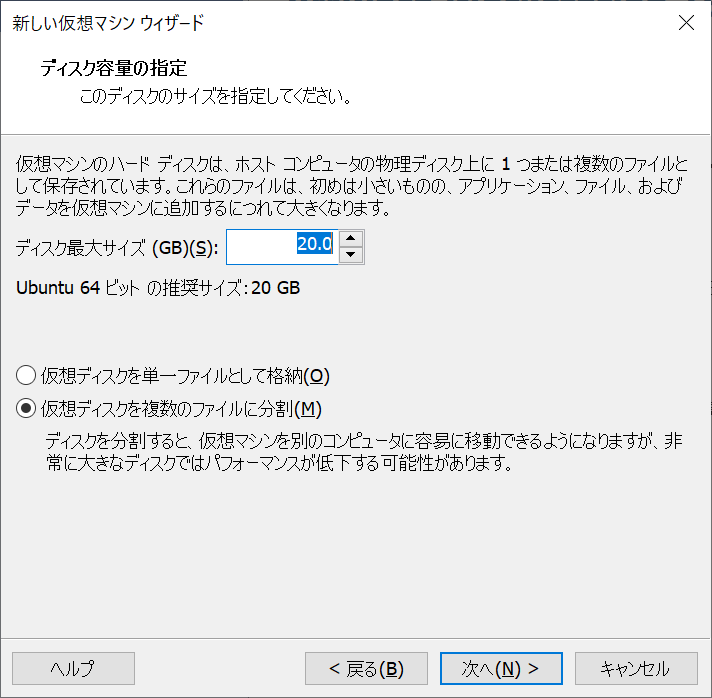 新しい仮想マシン ウィザード
ディスク容量の指定
このディスクのサイズを指定してください。
仮想マシンのハード ディスクは、ホスト コンピュータの物理ディスク上に 1 つまたは複数のファイルと
して保存されています。これらのファイルは、初めは小さいものの、アプリケーション、ファイル、および
データを仮想マシンに追加するにつれて大きくなります。
ディスク最大サイズ (GB)(S): 20.0
Ubuntu 64 ビット の推奨サイズ: 20 GB
仮想ディスクを単一ファイルとして格納(O)
仮想ディスクを複数のファイルに分割(M)
ディスクを分割すると、仮想マシンを別のコンピュータに容易に移動できるようになりますが、非
常に大きなディスクではパフォーマンスが低下する可能性があります。
ヘルプ < 戻る(B) 次へ(N) > キャンセル